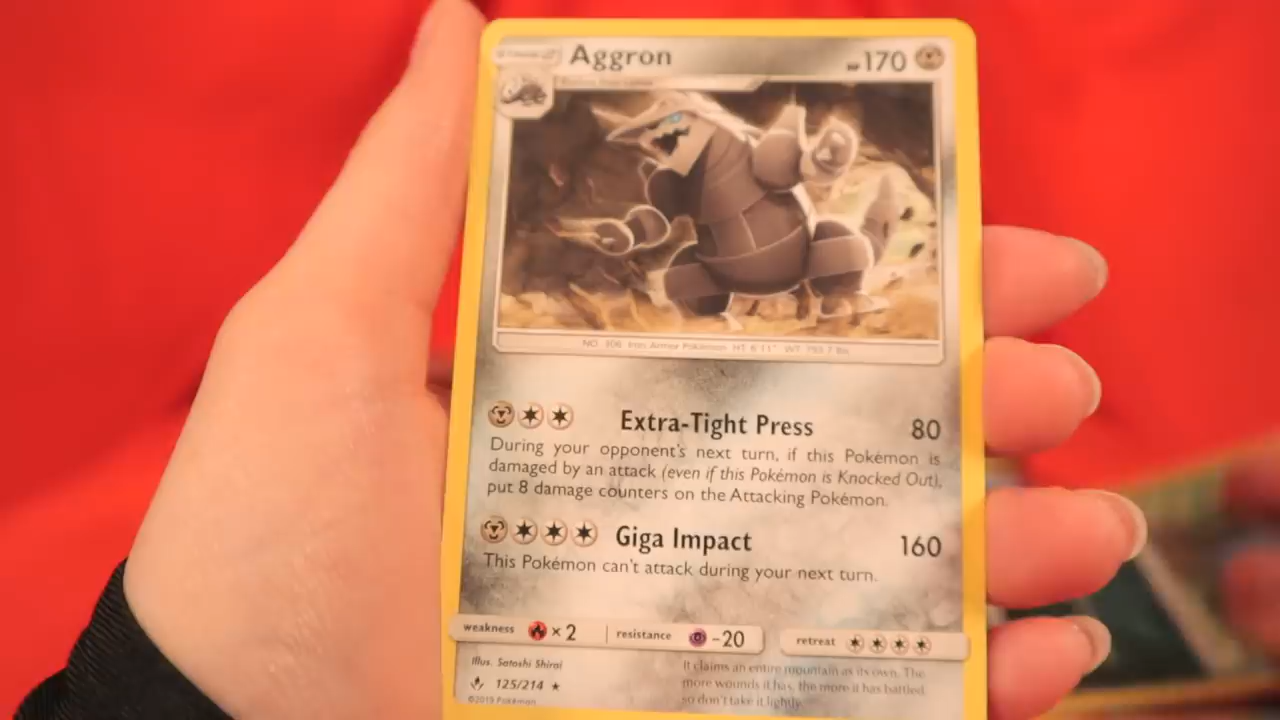 Aggron
HP 170
NO. 306 Iron Armor Pokémon HT: 6'11" WT: 793.7 lbs
Extra-Tight Press 80
During your opponent's next turn, if this Pokémon is
damaged by an attack (even if this Pokémon is Knocked Out),
put 8 damage counters on the Attacking Pokémon.
Giga Impact 160
This Pokémon can't attack during your next turn.
weakness ×2 resistance -20 retreat
Illus. Satoshi Shirai
125/214 ★
©2019 Pokémon
It claims an entire mountain as its own. The
more wounds it has, the more it has battled,
so don't take it lightly.